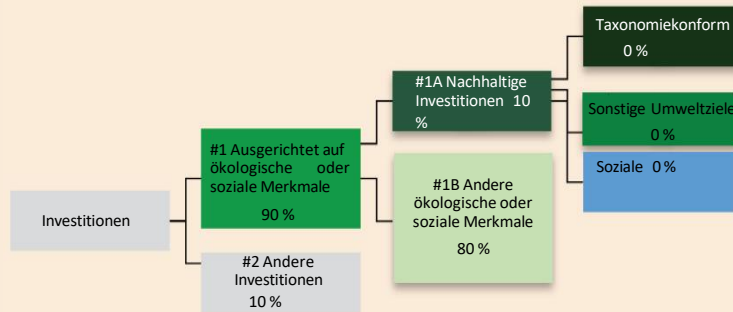 Investitionen
#1 Ausgerichtet auf
ökologische oder
soziale Merkmale
90 %
#2 Andere
Investitionen
10 %
#1A Nachhaltige
Investitionen 10
%
#1B Andere
ökologische oder
soziale Merkmale
80 %
Taxonomiekonform
0 %
Sonstige Umweltziele
0 %
Soziale 0 %